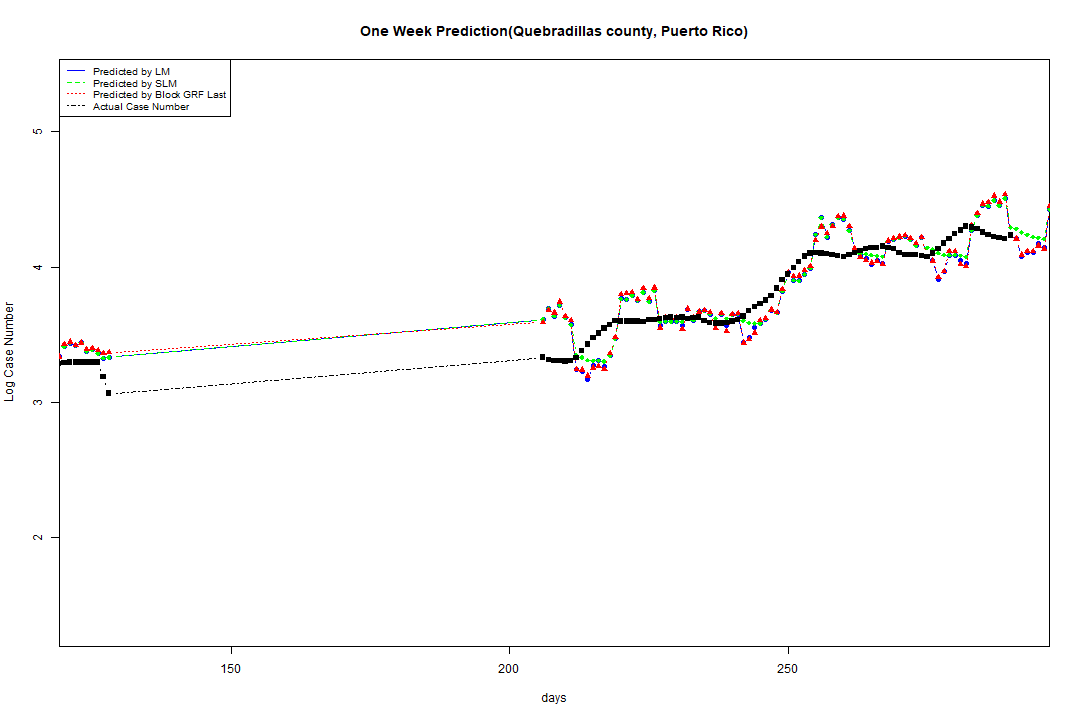 One Week Prediction(Quebradillas county, Puerto Rico)
Predicted by LM
Predicted by SLM
Predicted by Block GRF Last
Actual Case Number
5
4
3
2
Log Case Number
150
200
250
days